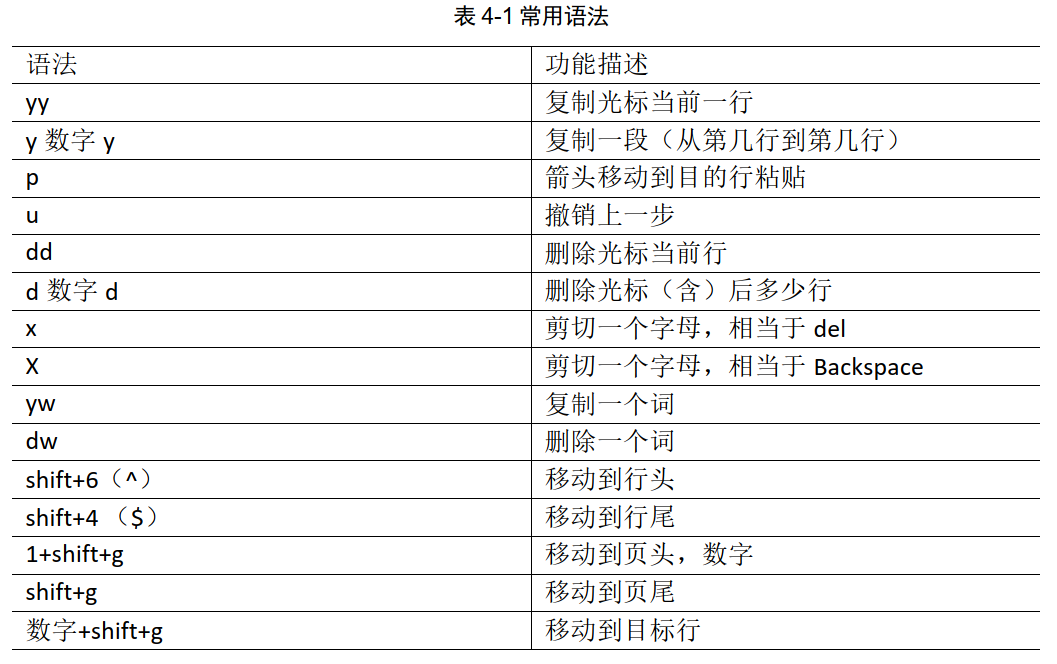 表 4-1 常用语法
语法 功能描述
yy 复制光标当前一行
y 数字 y 复制一段（从第几行到第几行）
p 箭头移动到目的行粘贴
u 撤销上一步
dd 删除光标当前行
d 数字 d 删除光标（含）后多少行
x 剪切一个字母，相当于 del
X 剪切一个字母，相当于 Backspace
yw 复制一个词
dw 删除一个词
shift+6（^） 移动到行头
shift+4 （$） 移动到行尾
1+shift+g 移动到页头，数字
shift+g 移动到页尾
数字+shift+g 移动到目标行